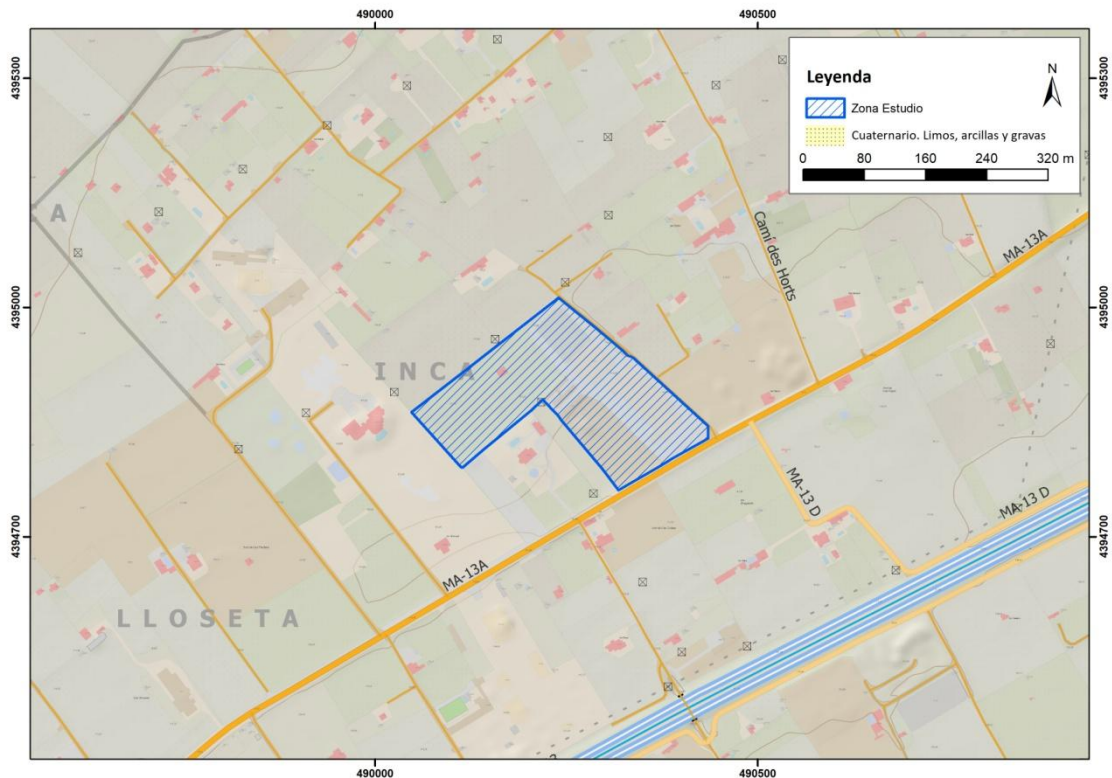 490000
490500
4395300
4395300
Leyenda
N
Zona Estudio
Cuaternario. Limos, arcillas y gravas
0 80 160 240 320 m
A
Camí des Horts
MA-13A
4395000
4395000
INCA
MA-13 D
MA-13 D
4394700
4394700
MA-13A
LLOSETA
490000
490500